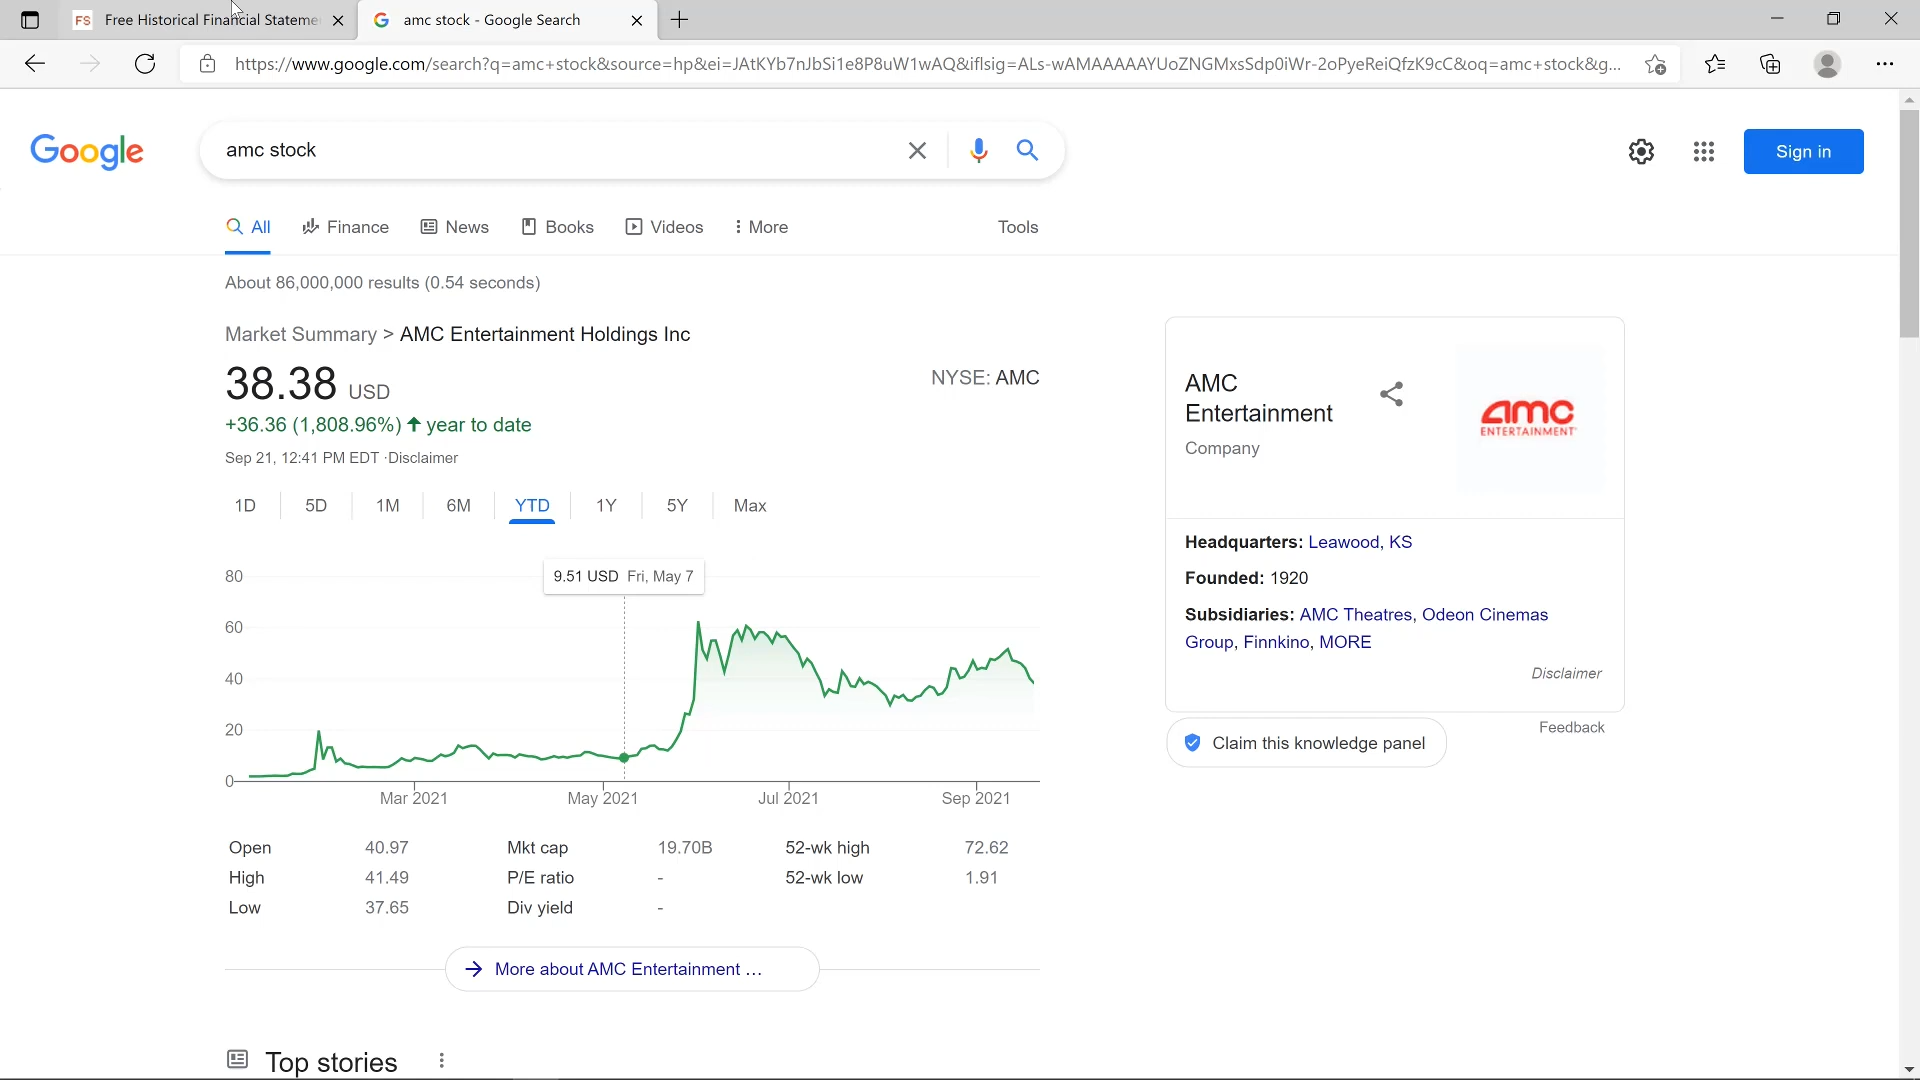 FS Free Historical Financial Stateme
amc stock - Google Search
https://www.google.com/search?q=amc+stock&source=hp&ei=JAtKYb7nJbSi1e8P8uW1wAQ&iflsig=ALs-wAMAAAAAYUoZNGMxsSdp0iWr-2oPyeReiQfzK9cC&oq=amc+stock&g...
Google
amc stock
Sign in
All
Finance
News
Books
Videos
More
Tools
About 86,000,000 results (0.54 seconds)
Market Summary > AMC Entertainment Holdings Inc
38.38 USD
NYSE: AMC
+36.36 (1,808.96%) year to date
Sep 21, 12:41 PM EDT ·Disclaimer
1D 5D 1M 6M YTD 1Y 5Y Max
9.51 USD Fri, May 7
80
60
40
20
0
Mar 2021 May 2021 Jul 2021 Sep 2021
Open 40.97 Mkt cap 19.70B 52-wk high 72.62
High 41.49 P/E ratio - 52-wk low 1.91
Low 37.65 Div yield -
More about AMC Entertainment …
Top stories
AMC
Entertainment
Company
amc
ENTERTAINMENT
Headquarters: Leawood, KS
Founded: 1920
Subsidiaries: AMC Theatres, Odeon Cinemas
Group, Finnkino, MORE
Disclaimer
Feedback
Claim this knowledge panel